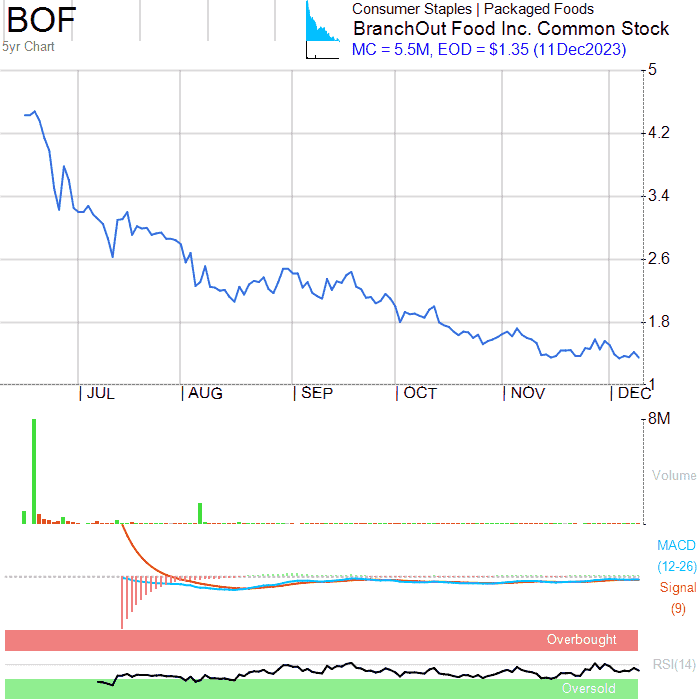 BOF
5yr Chart
Consumer Staples | Packaged Foods
BranchOut Food Inc. Common Stock
MC = 5.5M, EOD = $1.35 (11Dec2023)
5
4.2
3.4
2.6
1.8
1
| JUL | AUG | SEP | OCT | NOV | DEC
8M
Volume
MACD
(12-26)
Signal
(9)
Overbought
RSI(14)
Oversold